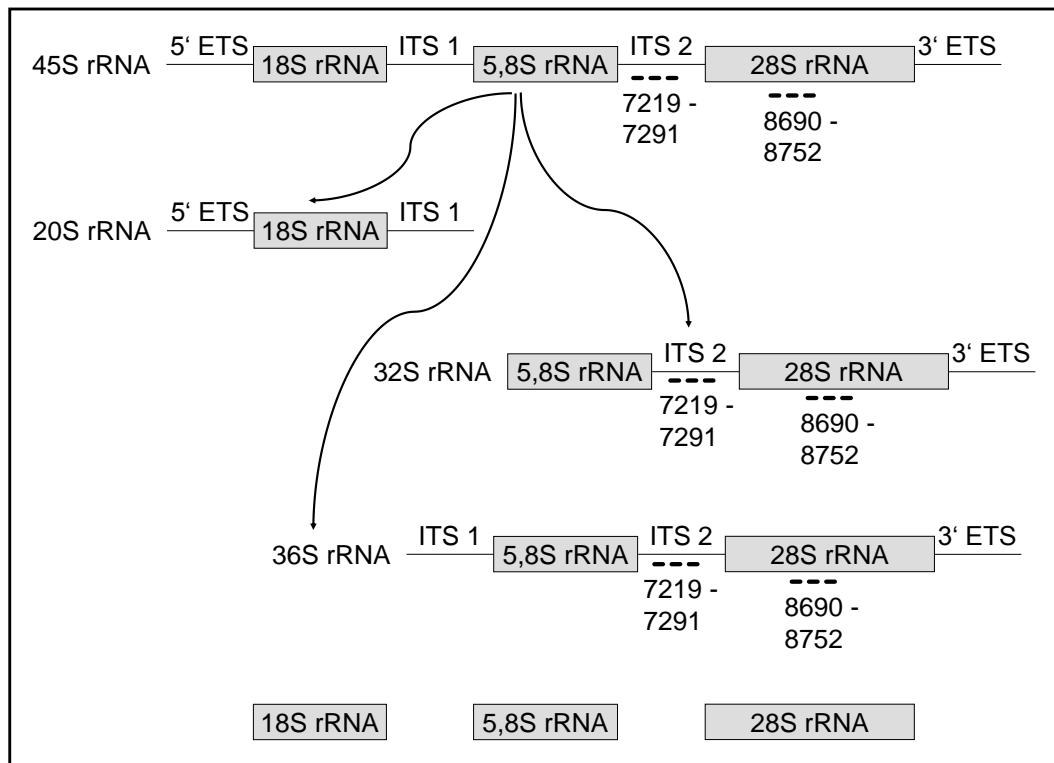 5‘ ETS ITS 1 ITS 2 3‘ ETS
45S rRNA 18S rRNA 5,8S rRNA 28S rRNA
7219 -
7291
8690 -
8752
5‘ ETS ITS 1
20S rRNA 18S rRNA
ITS 2 3‘ ETS
32S rRNA 5,8S rRNA 28S rRNA
7219 -
7291
8690 -
8752
ITS 1 ITS 2 3‘ ETS
36S rRNA 5,8S rRNA 28S rRNA
7219 -
7291
8690 -
8752
18S rRNA 5,8S rRNA 28S rRNA